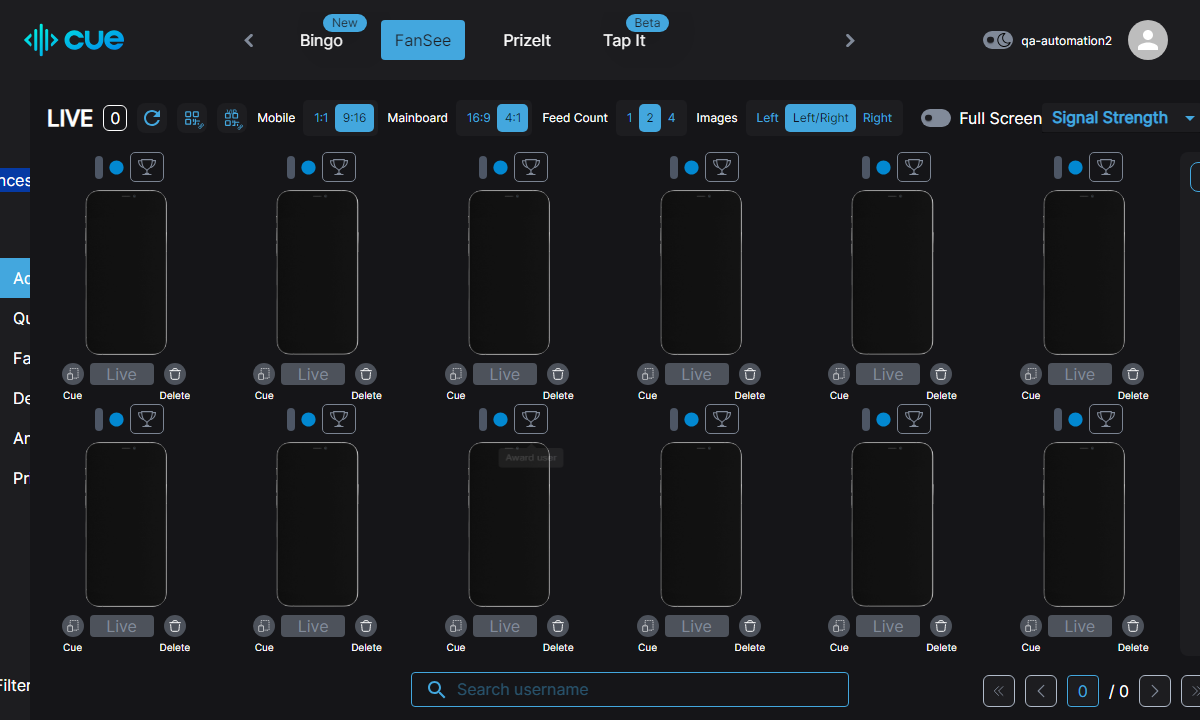 cue
Bingo
New
FanSee
PrizeIt
Tap It
Beta
qa-automation2
LIVE 0
Mobile 1:1 9:16
Mainboard 16:9 4:1
Feed Count 1 2 4
Images Left Left/Right Right
Full Screen
Signal Strength
Live Live Live Live Live Live
Cue Delete Cue Delete Cue Delete Cue Delete Cue Delete Cue Delete
Award user
Live Live Live Live Live Live
Cue Delete Cue Delete Cue Delete Cue Delete Cue Delete Cue Delete
nces
Ad
Qu
Fa
De
An
Pr
Filter
Search username
0 / 0